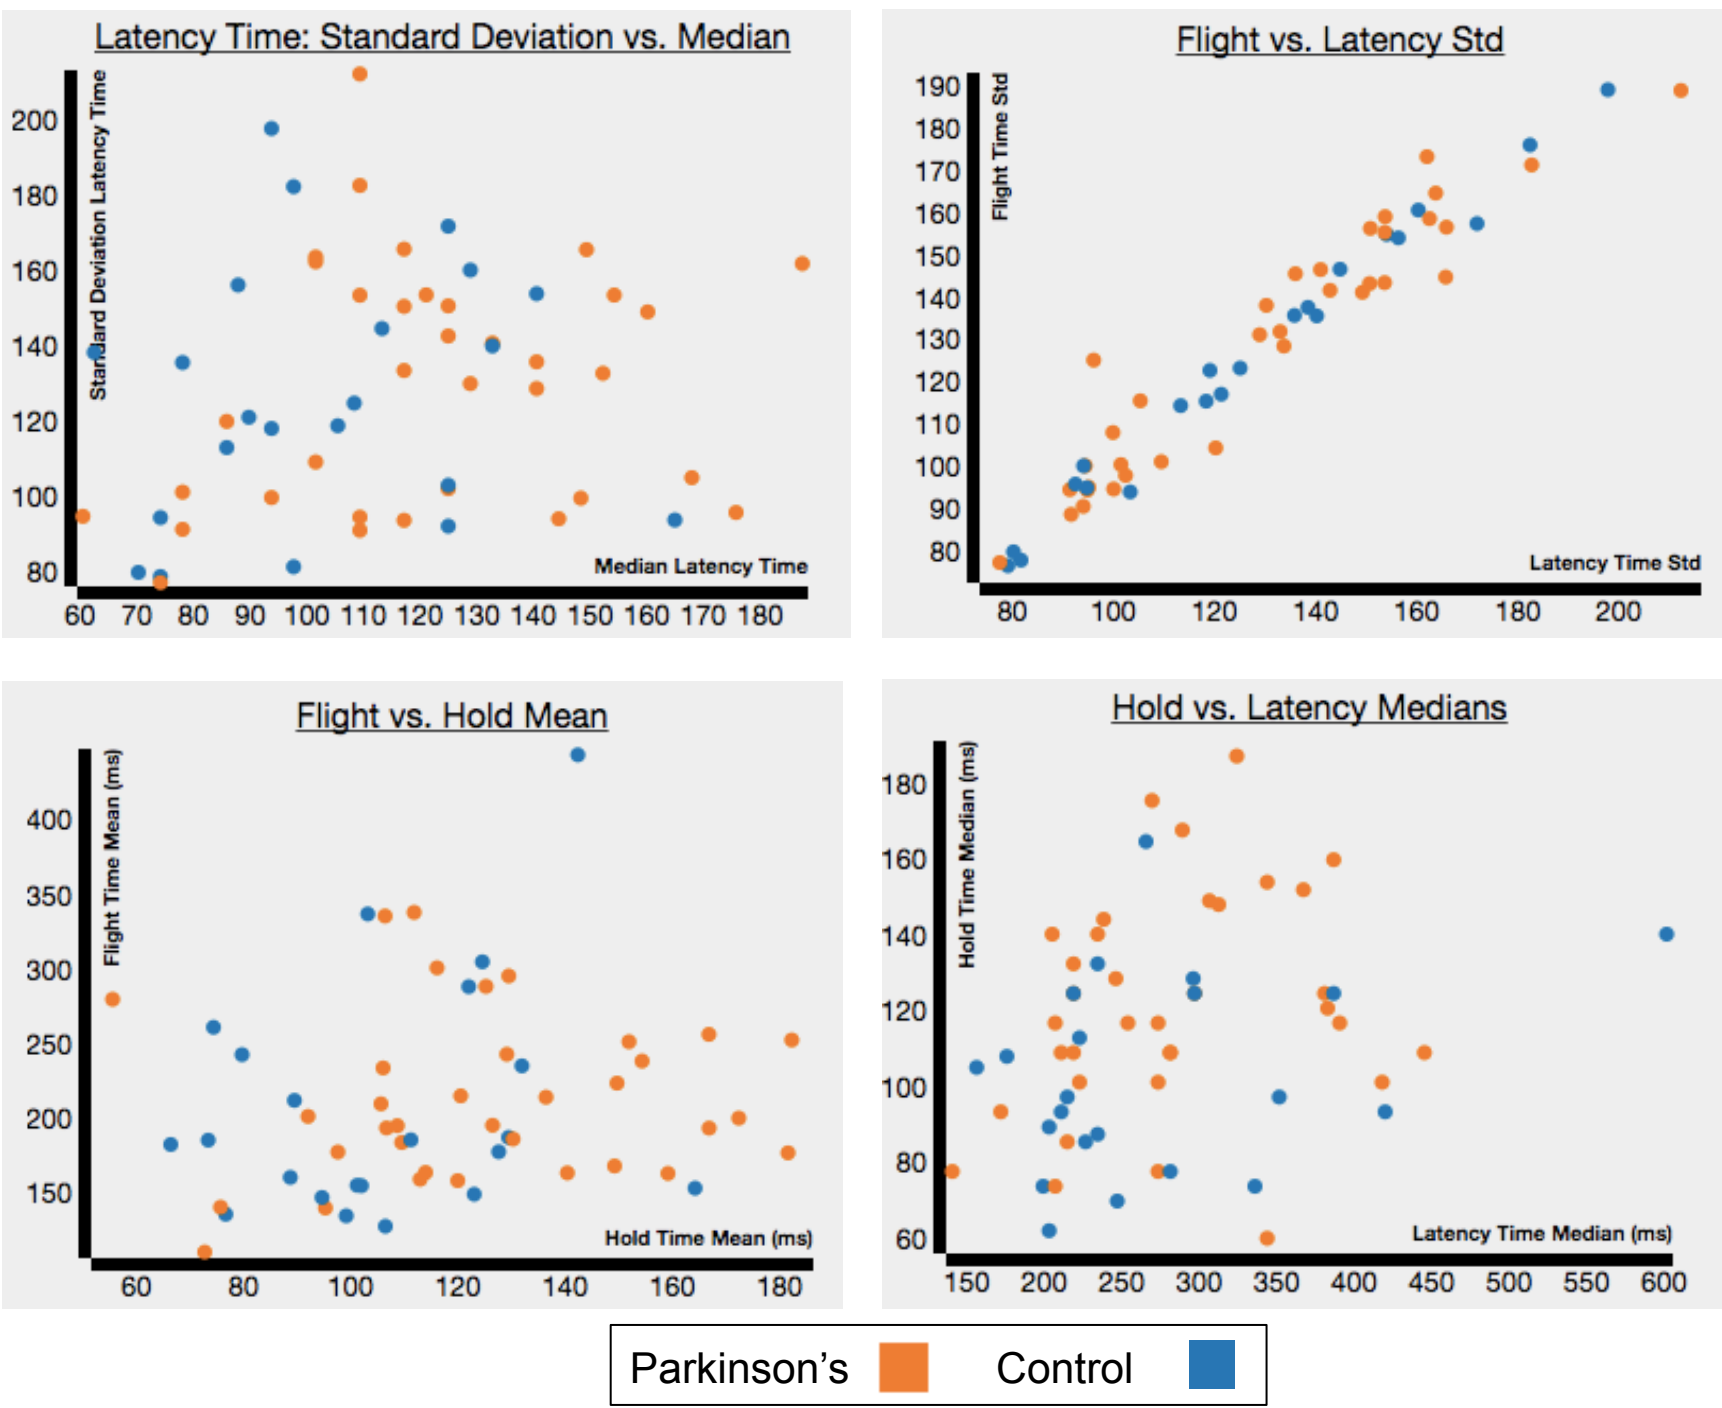 Latency Time: Standard Deviation vs. Median
Standard Deviation Latency Time
200
180
160
140
120
100
80
Median Latency Time
60 70 80 90 100 110 120 130 140 150 160 170 180
Flight vs. Latency Std
Flight Time Std
190
180
170
160
150
140
130
120
110
100
90
80
Latency Time Std
80 100 120 140 160 180 200
Flight vs. Hold Mean
Flight Time Mean (ms)
400
350
300
250
200
150
Hold Time Mean (ms)
60 80 100 120 140 160 180
Hold vs. Latency Medians
Hold Time Median (ms)
180
160
140
120
100
80
60
Latency Time Median (ms)
150 200 250 300 350 400 450 500 550 600
Parkinson’s Control